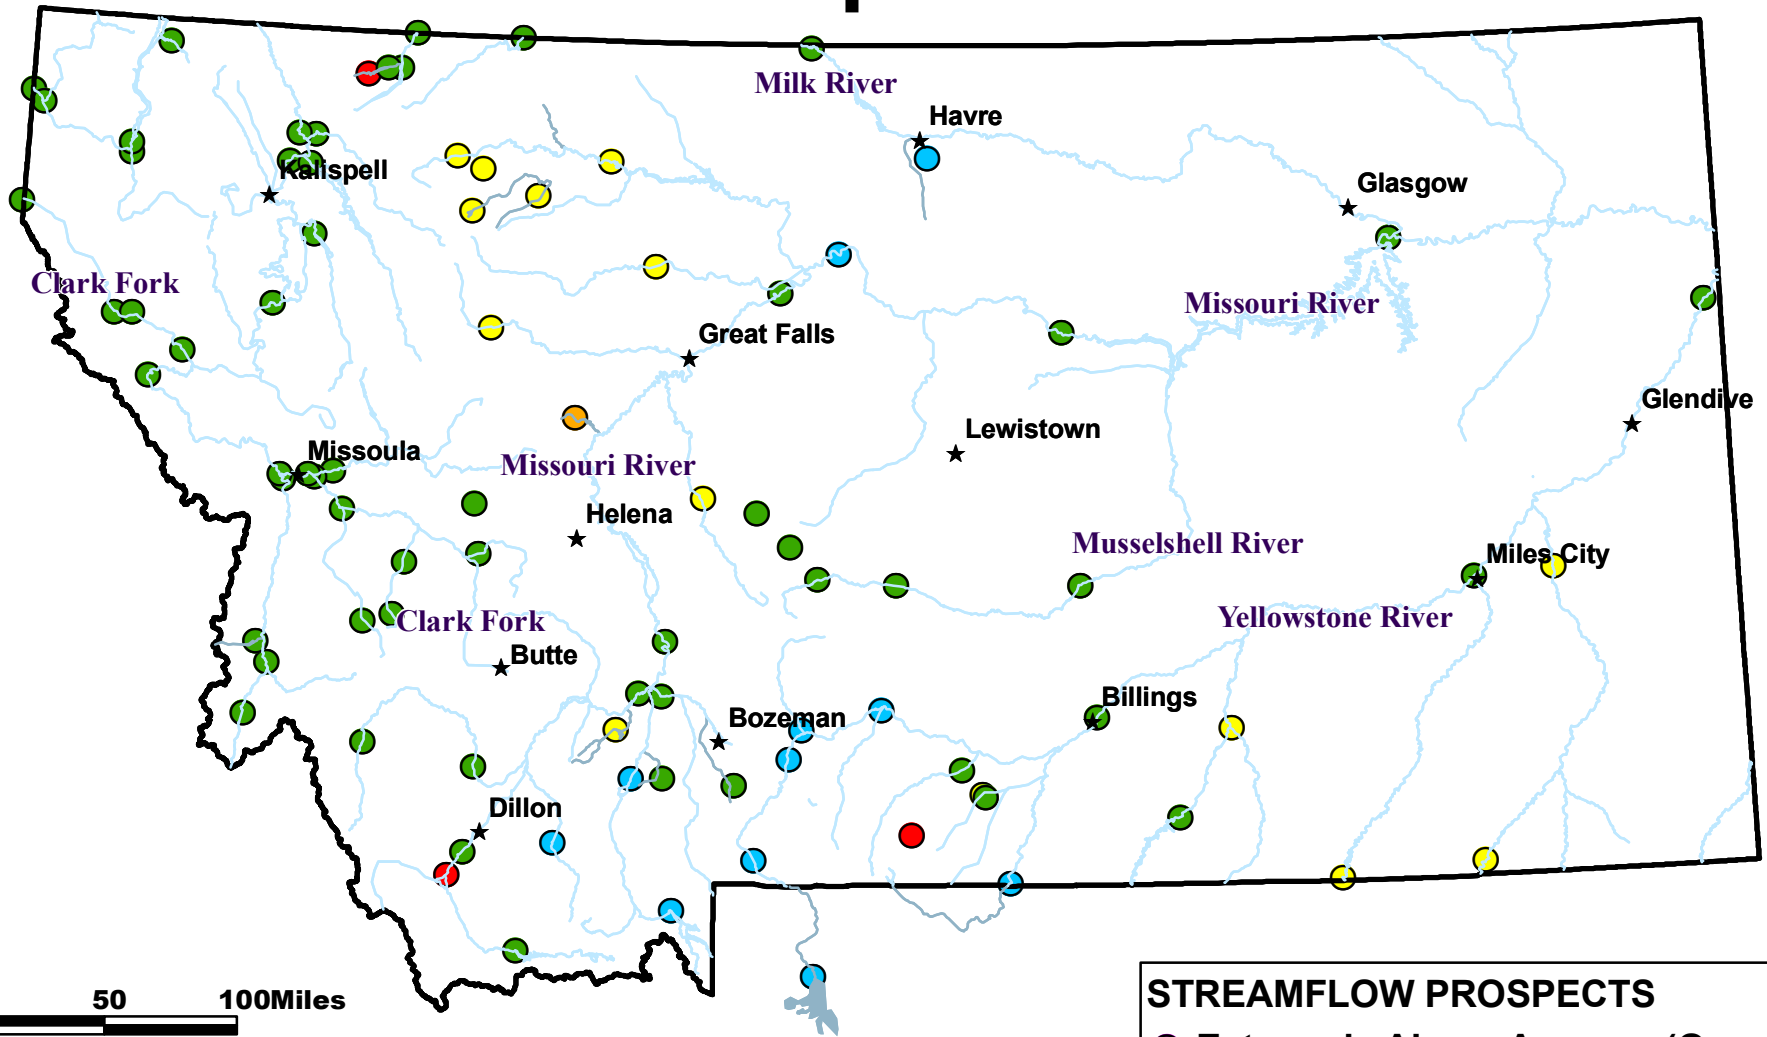 Milk River
Havre
Kalispell
Glasgow
Clark Fork
Missouri River
Great Falls
Glendive
Lewistown
Missoula
Missouri River
Helena
Musselshell River
Miles City
Clark Fork
Yellowstone River
Butte
Billings
Bozeman
Dillon
50 100Miles
STREAMFLOW PROSPECTS